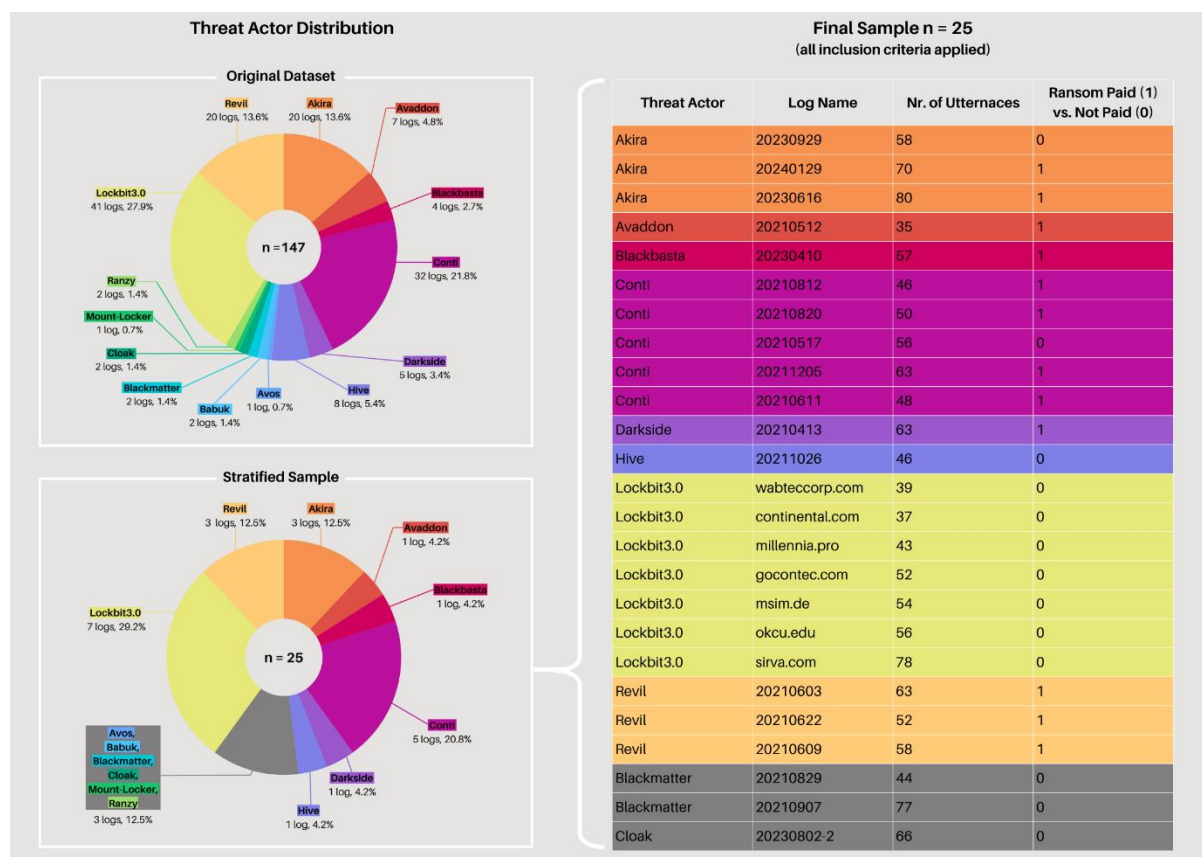 Threat Actor Distribution
Original Dataset
Revil
20 logs, 13.6%
Akira
20 logs, 13.6%
Avaddon
7 logs, 4.8%
Blackbasta
4 logs, 2.7%
Lockbit3.0
41 logs, 27.9%
n =147
Conti
32 logs, 21.8%
Ranzy
2 logs, 1.4%
Mount-Locker
1 log, 0.7%
Cloak
2 logs, 1.4%
Blackmatter
2 logs, 1.4%
Babuk
2 logs, 1.4%
Avos
1 log, 0.7%
Hive
8 logs, 5.4%
Darkside
5 logs, 3.4%
Stratified Sample
Revil
3 logs, 12.5%
Akira
3 logs, 12.5%
Avaddon
1 log, 4.2%
Blackbasta
1 log, 4.2%
Lockbit3.0
7 logs, 29.2%
n = 25
Conti
5 logs, 20.8%
Avos,
Babuk,
Blackmatter,
Cloak,
Mount-Locker,
Ranzy
3 logs, 12.5%
Darkside
1 log, 4.2%
Hive
1 log, 4.2%
Final Sample n = 25
(all inclusion criteria applied)
Threat Actor Log Name Nr. of Utternaces Ransom Paid (1)
vs. Not Paid (0)
Akira 20230929 58 0
Akira 20240129 70 1
Akira 20230616 80 1
Avaddon 20210512 35 1
Blackbasta 20230410 57 1
Conti 20210812 46 1
Conti 20210820 50 1
Conti 20210517 56 0
Conti 20211205 63 1
Conti 20210611 48 1
Darkside 20210413 63 1
Hive 20211026 46 0
Lockbit3.0 wabteccorp.com 39 0
Lockbit3.0 continental.com 37 0
Lockbit3.0 millennia.pro 43 0
Lockbit3.0 gocontec.com 52 0
Lockbit3.0 msim.de 54 0
Lockbit3.0 okcu.edu 56 0
Lockbit3.0 sirva.com 78 0
Revil 20210603 63 1
Revil 20210622 52 1
Revil 20210609 58 1
Blackmatter 20210829 44 0
Blackmatter 20210907 77 0
Cloak 20230802-2 66 0